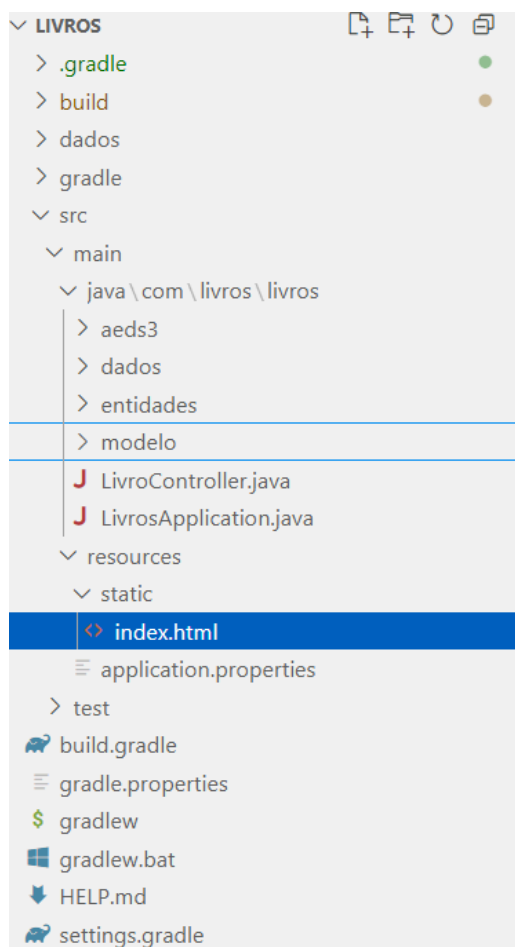 LIVROS
.gradle
build
dados
gradle
src
main
java\com\livros\livros
aeds3
dados
entidades
modelo
J LivroController.java
J LivrosApplication.java
resources
static
<> index.html
application.properties
test
build.gradle
gradle.properties
$ gradlew
gradlew.bat
HELP.md
settings.gradle